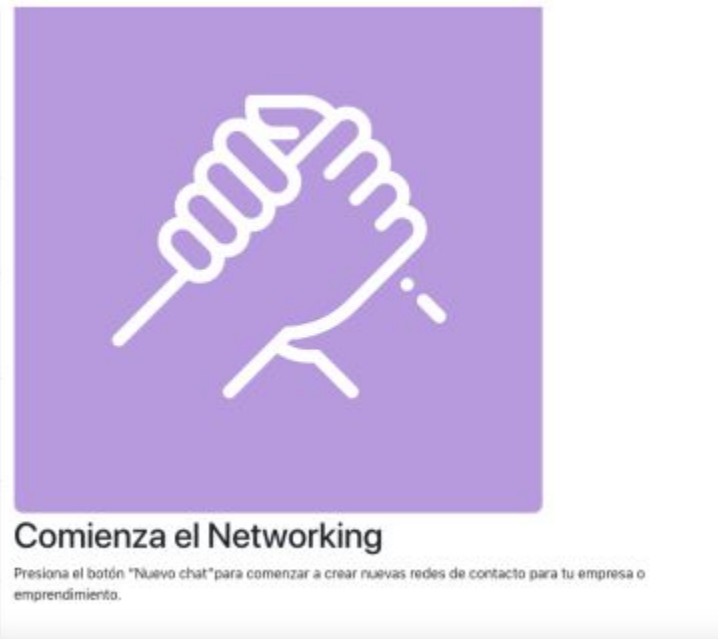 Comienza el Networking
Presiona el botón "Nuevo chat"para comenzar a crear nuevas redes de contacto para tu empresa o
emprendimiento.